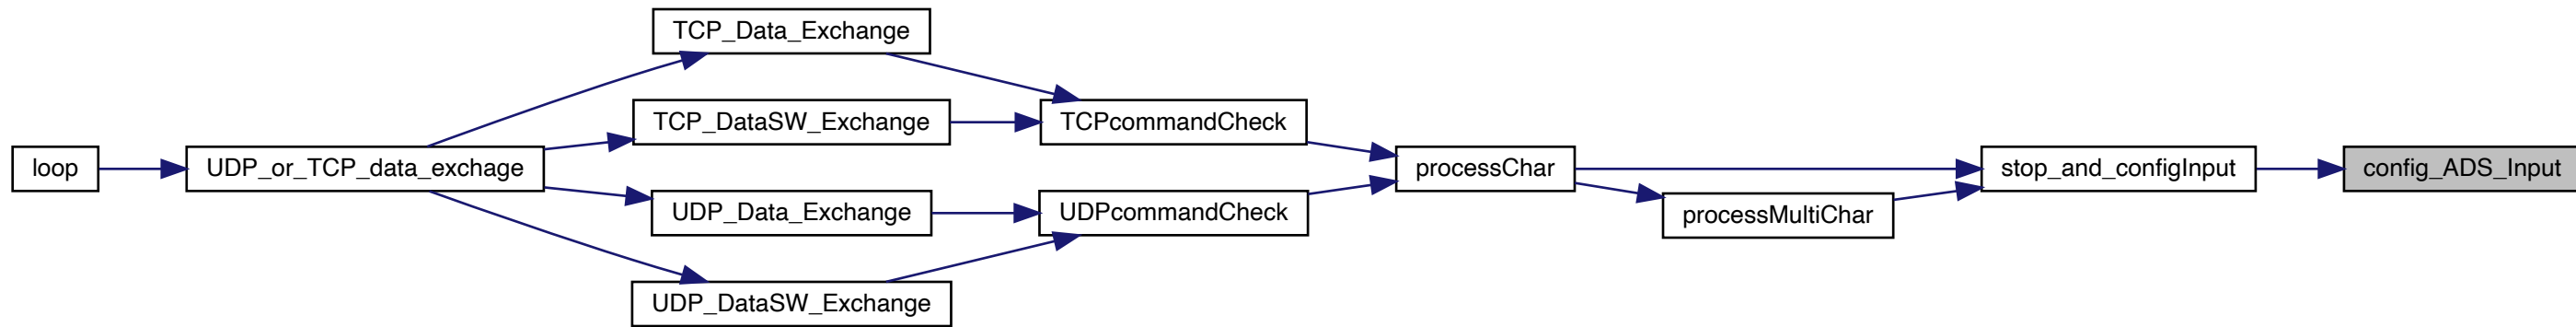 TCP_Data_Exchange
TCP_DataSW_Exchange
TCPcommandCheck
loop
UDP_or_TCP_data_exchage
processChar
stop_and_configInput
config_ADS_Input
UDP_Data_Exchange
UDPcommandCheck
processMultiChar
UDP_DataSW_Exchange